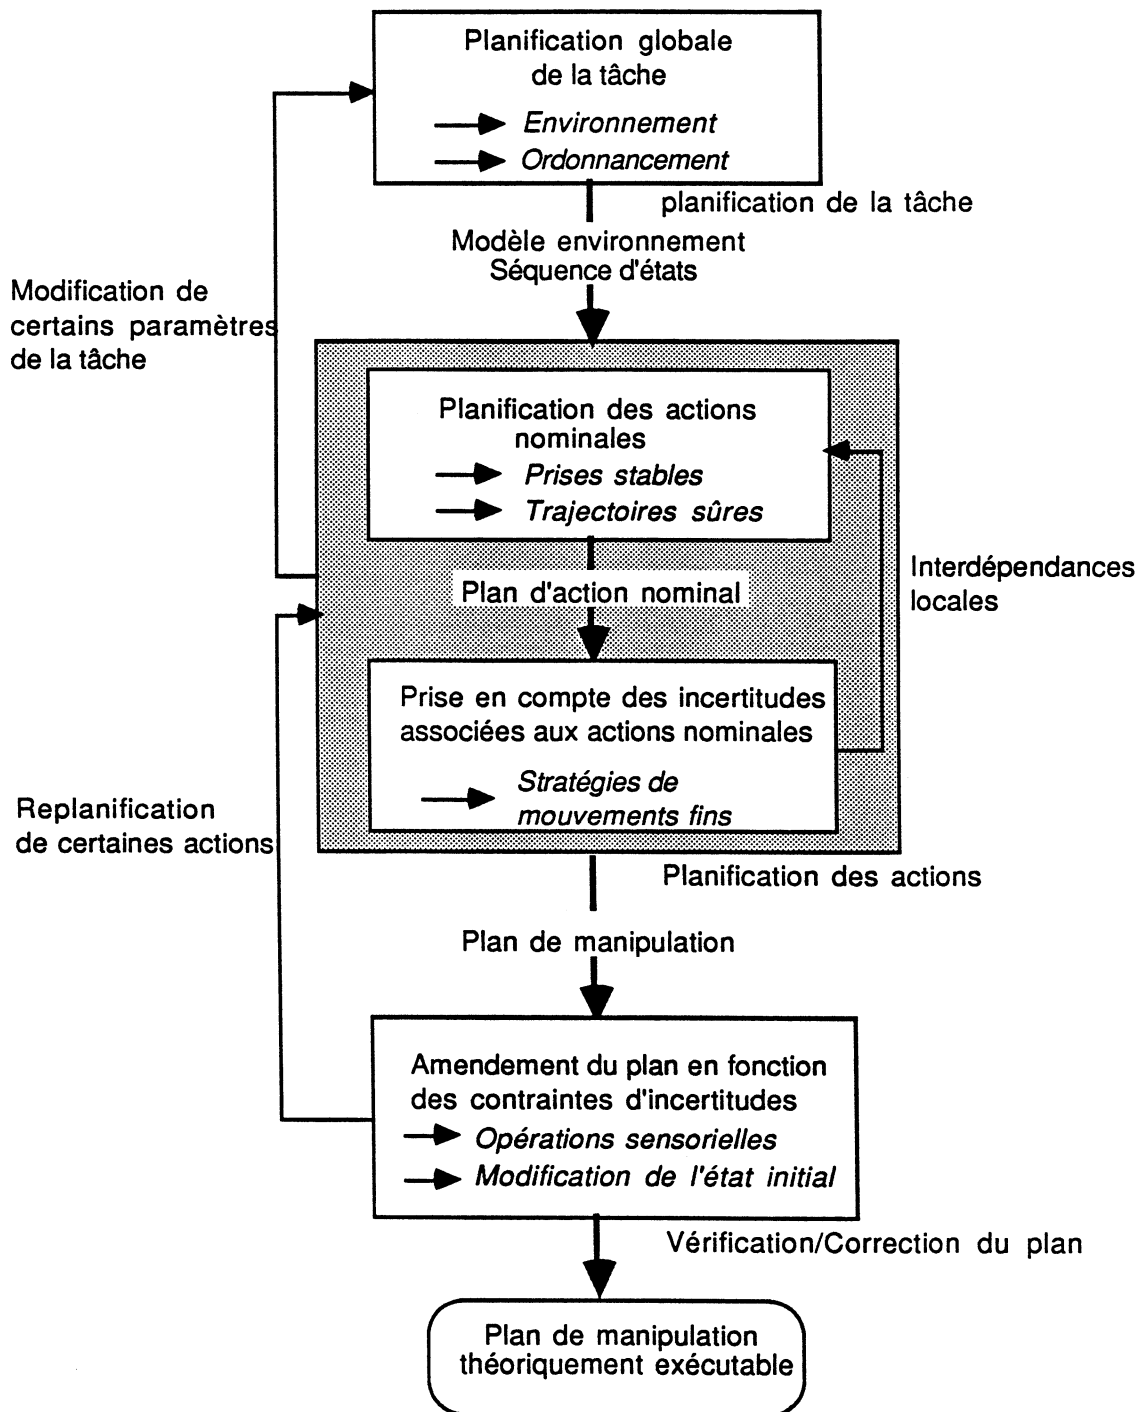 Planification globale
de la tâche
Environnement
Ordonnancement
planification de la tâche
Modèle environnement
Séquence d'états
Modification de
certains paramètres
de la tâche
Planification des actions
nominales
Prises stables
Trajectoires sûres
Interdépendances
locales
Plan d'action nominal
Prise en compte des incertitudes
associées aux actions nominales
Stratégies de
mouvements fins
Replanification
de certaines actions
Planification des actions
Plan de manipulation
Amendement du plan en fonction
des contraintes d'incertitudes
Opérations sensorielles
Modification de l'état initial
Vérification/Correction du plan
Plan de manipulation
théoriquement exécutable